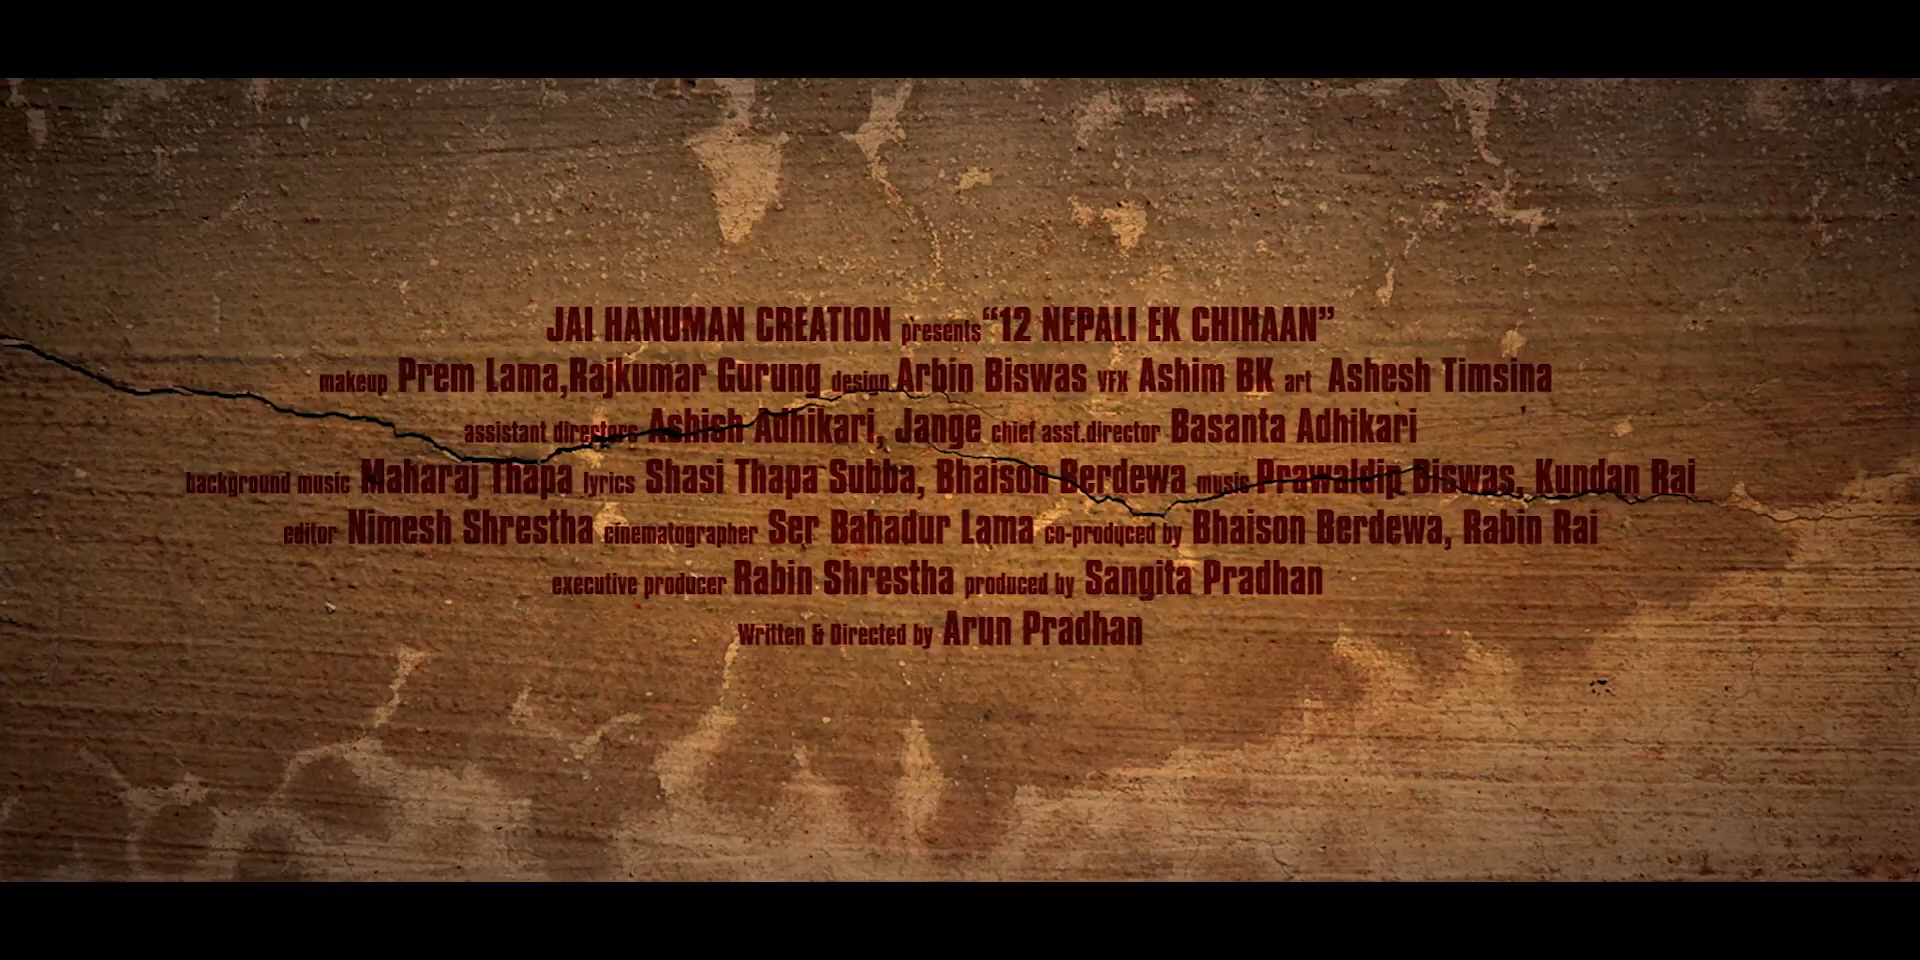 JAI HANUMAN CREATION presents “12 NEPALI EK CHIHAAN”
makeup Prem Lama,Rajkumar Gurung design Arbin Biswas VFX Ashim BK art Ashesh Timsina
assistant directors Ashish Adhikari, Jange chief asst.director Basanta Adhikari
background music Maharaj Thapa lyrics Shasi Thapa Subba, Bhaison Berdewa music Prawaldip Biswas, Kundan Rai
editor Nimesh Shrestha cinematographer Ser Bahadur Lama co-produced by Bhaison Berdewa, Rabin Rai
executive producer Rabin Shrestha produced by Sangita Pradhan
Written & Directed by Arun Pradhan